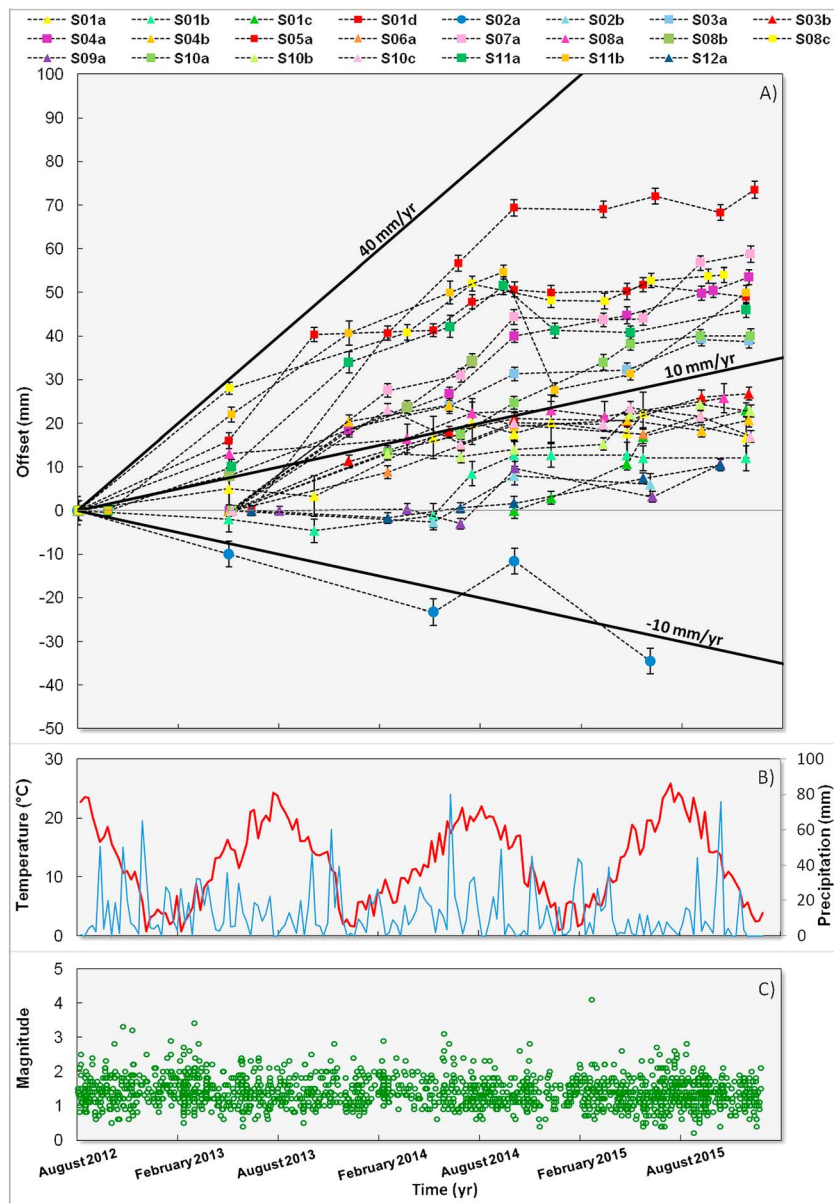 S01a S01b S01c S01d S02a S02b S03a S03b
S04a S04b S05a S06a S07a S08a S08b S08c
S09a S10a S10b S10c S11a S11b S12a
A)
100
90
80
70
60
50
40
30
20
10
0
-10
-20
-30
-40
-50
Offset (mm)
40 mm/yr
10 mm/yr
-10 mm/yr
B)
30
20
10
0
Temperature (°C)
100
80
60
40
20
0
Precipitation (mm)
C)
5
4
3
2
1
0
Magnitude
August 2012 February 2013 August 2013 February 2014 August 2014 February 2015 August 2015
Time (yr)